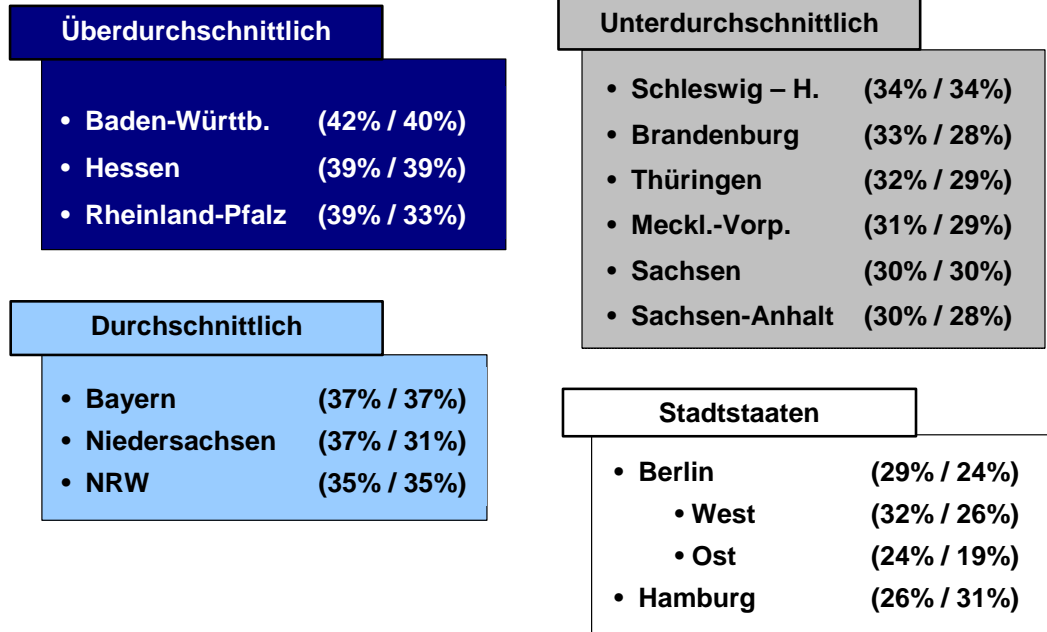 Überdurchschnittlich
• Baden-Württb. (42% / 40%)
• Hessen (39% / 39%)
• Rheinland-Pfalz (39% / 33%)
Durchschnittlich
• Bayern (37% / 37%)
• Niedersachsen (37% / 31%)
• NRW (35% / 35%)
Unterdurchschnittlich
• Schleswig – H. (34% / 34%)
• Brandenburg (33% / 28%)
• Thüringen (32% / 29%)
• Meckl.-Vorp. (31% / 29%)
• Sachsen (30% / 30%)
• Sachsen-Anhalt (30% / 28%)
Stadtstaaten
• Berlin (29% / 24%)
• West (32% / 26%)
• Ost (24% / 19%)
• Hamburg (26% / 31%)